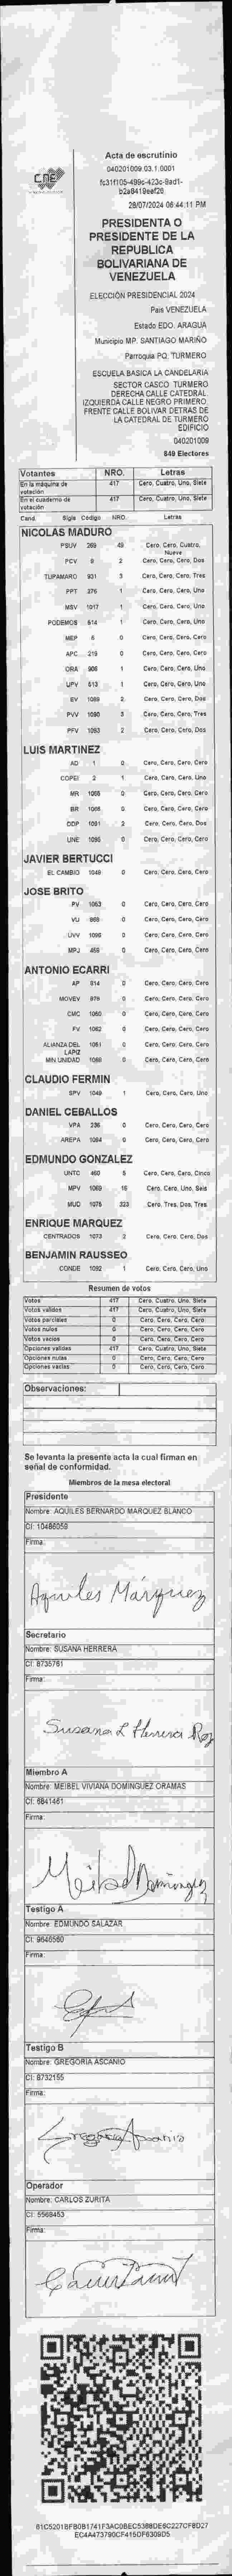 CNE
Acta de escrutinio
040201009.03.1.0001
28/07/2024 06:44:11 PM
PRESIDENTA O
PRESIDENTE DE LA
REPUBLICA
BOLIVARIANA DE
VENEZUELA
ELECCIÓN PRESIDENCIAL 2024
País VENEZUELA
Estado EDO. ARAGUA
Municipio MP. SANTIAGO MARIÑO
Parroquia PQ. TURMERO
ESCUELA BASICA LA CANDELARIA
SECTOR CASCO TURMERO
DERECHA CALLE CATEDRAL.
IZQUIERDA CALLE NEGRO PRIMERO.
FRENTE CALLE BOLIVAR DETRAS DE
LA CATEDRAL DE TURMERO
EDIFICIO
040201009
849 Electores
Votantes NRO. Letras
En la máquina de votación 417 Cero, Cuatro, Uno, Siete
En el cuaderno de votación 417 Cero, Cuatro, Uno, Siete
Cand. Sigla Código NRO. Letras
NICOLAS MADURO
PSUV 269 49 Cero, Cero, Cuatro, Nueve
PCV 9 2 Cero, Cero, Cero, Dos
TUPAMARO 931 3 Cero, Cero, Cero, Tres
PPT 376 1 Cero, Cero, Cero, Uno
MSV 1017 1 Cero, Cero, Cero, Uno
PODEMOS 514 1 Cero, Cero, Cero, Uno
MEP 6 0 Cero, Cero, Cero, Cero
APC 219 0 Cero, Cero, Cero, Cero
ORA 906 1 Cero, Cero, Cero, Uno
UPV 513 1 Cero, Cero, Cero, Uno
EV 1089 2 Cero, Cero, Cero, Dos
PVV 1090 3 Cero, Cero, Cero, Tres
PFV 1093 2 Cero, Cero, Cero, Dos
LUIS MARTINEZ
AD 1 0 Cero, Cero, Cero, Cero
COPEI 2 1 Cero, Cero, Cero, Uno
MR 1055 0 Cero, Cero, Cero, Cero
BR 1008 0 Cero, Cero, Cero, Cero
DDP 1091 2 Cero, Cero, Cero, Dos
UNE 1095 0 Cero, Cero, Cero, Cero
JAVIER BERTUCCI
EL CAMBIO 1048 0 Cero, Cero, Cero, Cero
JOSE BRITO
PV 1053 0 Cero, Cero, Cero, Cero
VU 868 0 Cero, Cero, Cero, Cero
UVV 1099 0 Cero, Cero, Cero, Cero
MPJ 455 0 Cero, Cero, Cero, Cero
ANTONIO ECARRI
AP 914 0 Cero, Cero, Cero, Cero
MOVEV 978 0 Cero, Cero, Cero, Cero
CMC 1060 0 Cero, Cero, Cero, Cero
FV 1062 0 Cero, Cero, Cero, Cero
ALIANZA DEL LAPIZ 1061 0 Cero, Cero, Cero, Cero
MIN UNIDAD 1088 0 Cero, Cero, Cero, Cero
CLAUDIO FERMIN
SPV 1049 1 Cero, Cero, Cero, Uno
DANIEL CEBALLOS
VPA 236 0 Cero, Cero, Cero, Cero
AREPA 1094 0 Cero, Cero, Cero, Cero
EDMUNDO GONZALEZ
UNTC 460 5 Cero, Cero, Cero, Cinco
MPV 1069 16 Cero, Cero, Uno, Seis
MUD 1076 323 Cero, Tres, Dos, Tres
ENRIQUE MARQUEZ
CENTRADOS 1073 2 Cero, Cero, Cero, Dos
BENJAMIN RAUSSEO
CONDE 1092 1 Cero, Cero, Cero, Uno
Resumen de votos
Votos 417 Cero, Cuatro, Uno, Siete
Votos validos 417 Cero, Cuatro, Uno, Siete
Votos parciales 0 Cero, Cero, Cero, Cero
Votos nulos 0 Cero, Cero, Cero, Cero
Votos vacios 0 Cero, Cero, Cero, Cero
Opciones validas 417 Cero, Cuatro, Uno, Siete
Opciones nulas 0 Cero, Cero, Cero, Cero
Opciones vacias 0 Cero, Cero, Cero, Cero
Observaciones:
Se levanta la presente acta la cual firman en
señal de conformidad.
Miembros de la mesa electoral
Presidente
Nombre: AQUILES BERNARDO MARQUEZ BLANCO
CI: 10486059
Firma:
Aquiles Márquez
Secretario
Nombre: SUSANA HERRERA
CI: 8735761
Firma:
Susana L Herrera
Miembro A
Nombre: MEIBEL VIVIANA DOMINGUEZ ORAMAS
CI: 6841461
Firma:
Meibel Dominguez
Testigo A
Nombre: EDMUNDO SALAZAR
CI: 9646560
Firma:
Testigo B
Nombre: GREGORIA ASCANIO
CI: 8732155
Firma:
Gregoria Ascanio
Operador
Nombre: CARLOS ZURITA
CI: 5568453
Firma: